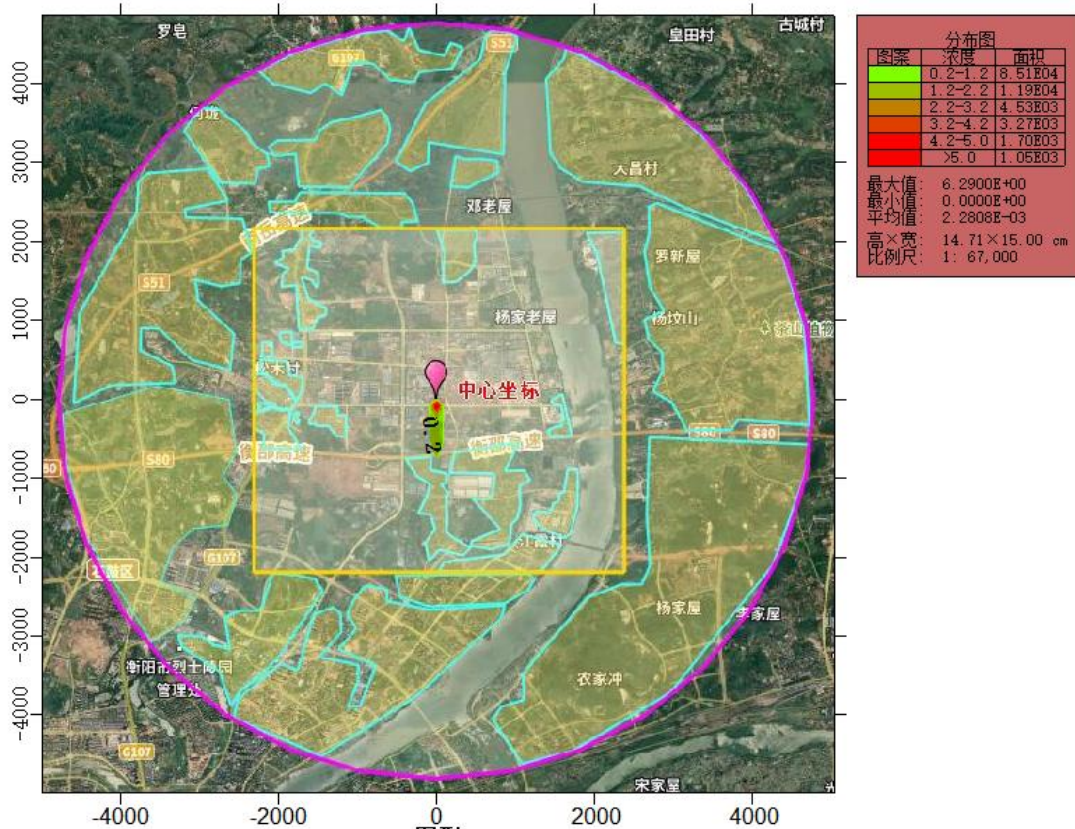 罗皂
古城村
皇田村
S51
G107
4000
3000
2000
1000
0
-1000
-2000
-3000
-4000
大昌村
邓老屋
罗新屋
S51
杨家老屋
杨坟山
中心坐标
0.2
衡邵高速
衡邵高速
S80
S80
S80
G107
江霞村
石鼓区
杨家屋
李家屋
衡阳市烈士陵园
管理处
农家冲
G107
宋家屋
-4000
-2000
0
2000
4000
分布图
图案 浓度 面积
0.2-1.2 8.51E04
1.2-2.2 1.19E04
2.2-3.2 4.53E03
3.2-4.2 3.27E03
4.2-5.0 1.70E03
>5.0 1.05E03
最大值: 6.2900E+00
最小值: 0.0000E+00
平均值: 2.2808E-03
高×宽: 14.71×15.00 cm
比例尺: 1: 67,000